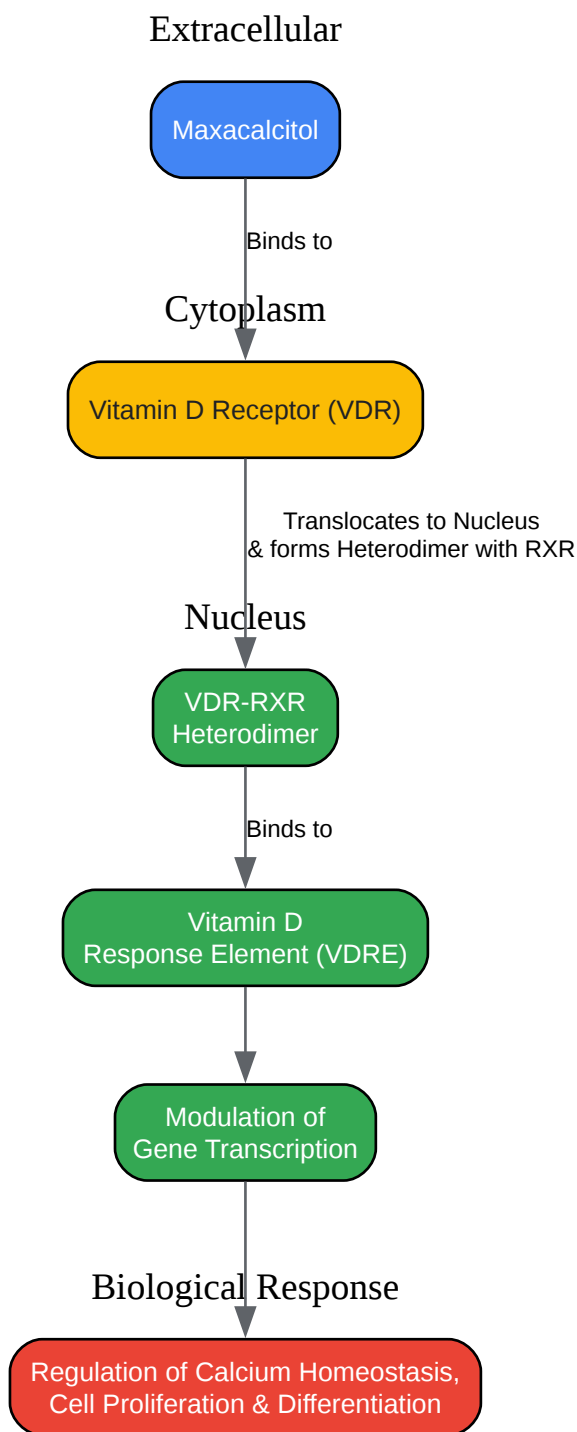 Extracellular
Maxacalcitol
Binds to
Cytoplasm
Vitamin D Receptor (VDR)
Translocates to Nucleus
& forms Heterodimer with RXR
Nucleus
VDR-RXR
Heterodimer
Binds to
Vitamin D
Response Element (VDRE)
Modulation of
Gene Transcription
Biological Response
Regulation of Calcium Homeostasis,
Cell Proliferation & Differentiation